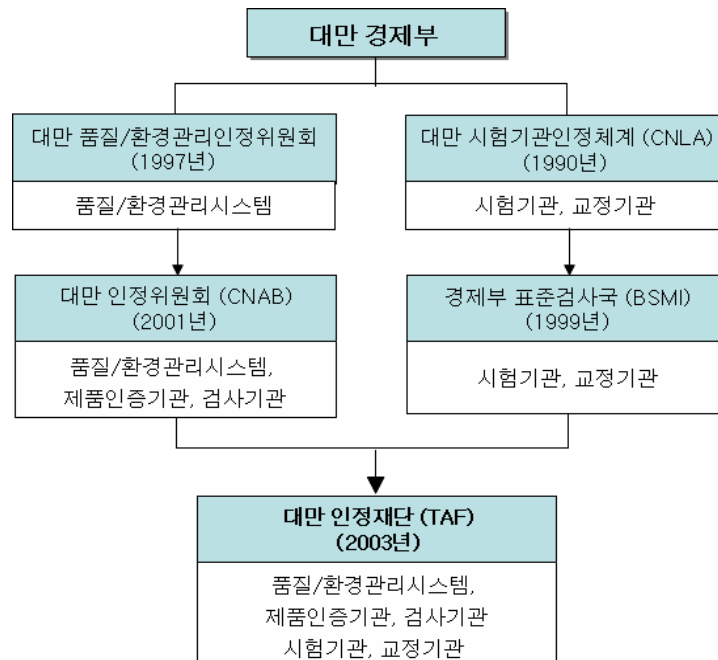 대만 경제부
대만 품질/환경관리인정위원회
(1997년)
품질/환경관리시스템
대만 시험기관인정체계 (CNLA)
(1990년)
시험기관, 교정기관
대만 인정위원회 (CNAB)
(2001년)
품질/환경관리시스템,
제품인증기관, 검사기관
경제부 표준검사국 (BSMI)
(1999년)
시험기관, 교정기관
대만 인정재단 (TAF)
(2003년)
품질/환경관리시스템,
제품인증기관, 검사기관
시험기관, 교정기관